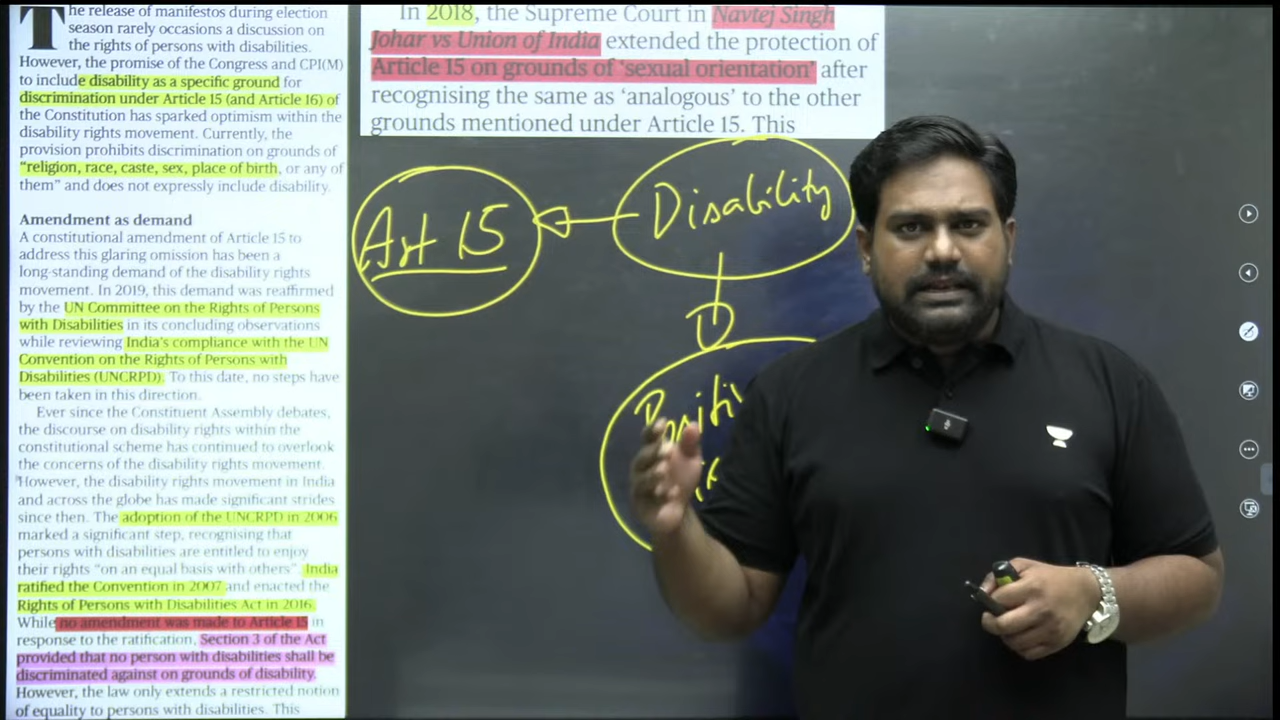 The release of manifestos during election
season rarely occasions a discussion on
the rights of persons with disabilities.
However, the promise of the Congress and CPI(M)
to include disability as a specific ground for
discrimination under Article 15 (and Article 16) of
the Constitution has sparked optimism within the
disability rights movement. Currently, the
provision prohibits discrimination on grounds of
“religion, race, caste, sex, place of birth, or any of
them” and does not expressly include disability.
Amendment as demand
A constitutional amendment of Article 15 to
address this glaring omission has been a
long-standing demand of the disability rights
movement. In 2019, this demand was reaffirmed
by the UN Committee on the Rights of Persons
with Disabilities in its concluding observations
while reviewing India's compliance with the UN
Convention on the Rights of Persons with
Disabilities (UNCRPD). To this date, no steps have
been taken in this direction.
Ever since the Constituent Assembly debates,
the discourse on disability rights within the
constitutional scheme has continued to overlook
the concerns of the disability rights movement.
However, the disability rights movement in India
and across the globe has made significant strides
since then. The adoption of the UNCRPD in 2006
marked a significant step, recognising that
persons with disabilities are entitled to enjoy
their rights “on an equal basis with others”. India
ratified the Convention in 2007 and enacted the
Rights of Persons with Disabilities Act in 2016.
While no amendment was made to Article 15 in
response to the ratification, Section 3 of the Act
provided that no person with disabilities shall be
discriminated against on grounds of disability.
However, the law only extends a restricted notion
of equality to persons with disabilities. This
In 2018, the Supreme Court in Navtej Singh
Johar vs Union of India extended the protection of
Article 15 on grounds of ‘sexual orientation’ after
recognising the same as ‘analogous’ to the other
grounds mentioned under Article 15. This
Art 15
Disability